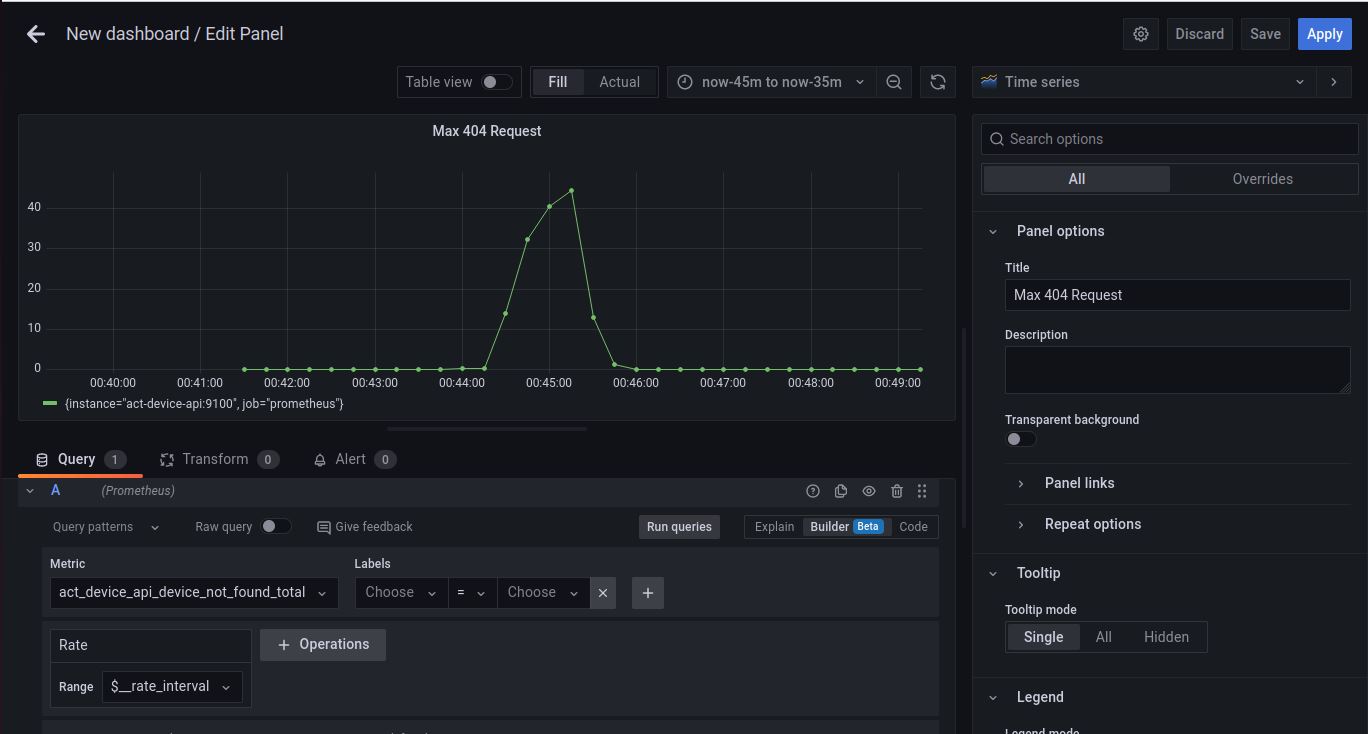 New dashboard / Edit Panel
Discard
Save
Apply
Table view
Fill
Actual
now-45m to now-35m
Time series
Max 404 Request
Search options
All
Overrides
40
30
20
10
0
00:40:00 00:41:00 00:42:00 00:43:00 00:44:00 00:45:00 00:46:00 00:47:00 00:48:00 00:49:00
{instance="act-device-api:9100", job="prometheus"}
Panel options
Title
Max 404 Request
Description
Transparent background
Panel links
Repeat options
Tooltip
Tooltip mode
Single
All
Hidden
Legend
Legend mode
Query 1
Transform 0
Alert 0
A (Prometheus)
Query patterns
Raw query
Give feedback
Run queries
Explain
Builder Beta
Code
Metric
Labels
act_device_api_device_not_found_total
Choose
=
Choose
Rate
Operations
Range
$__rate_interval